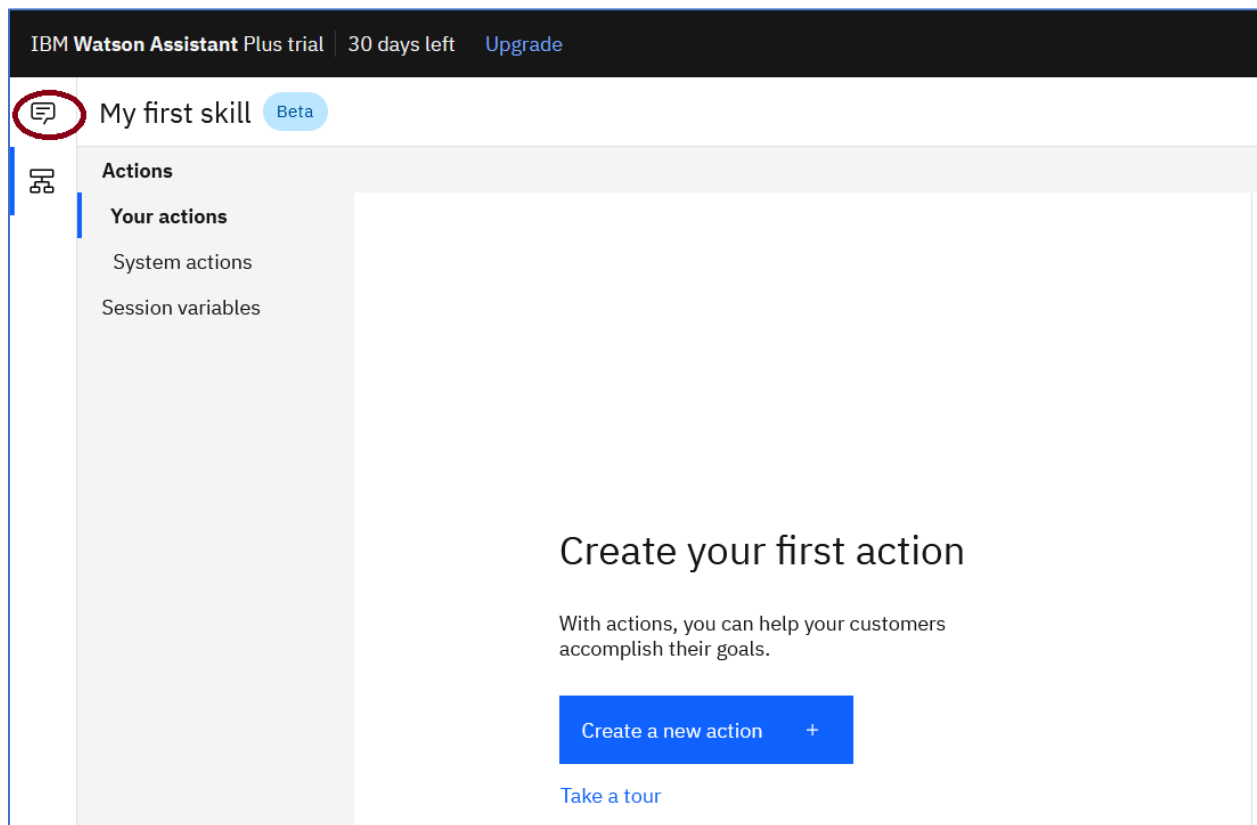 IBM Watson Assistant Plus trial 30 days left Upgrade
My first skill Beta
Actions
Your actions
System actions
Session variables
Create your first action
With actions, you can help your customers
accomplish their goals.
Create a new action +
Take a tour